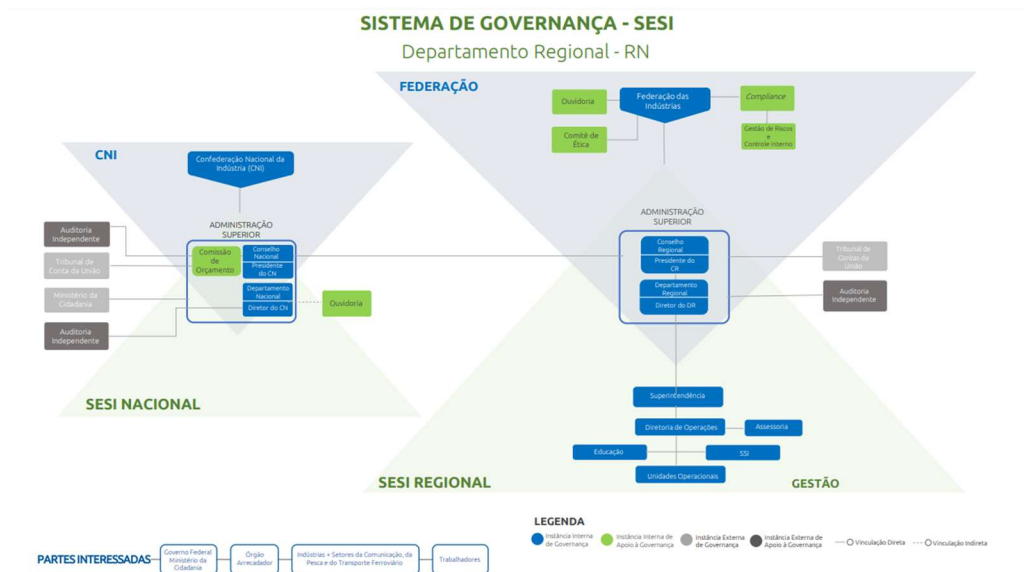 SISTEMA DE GOVERNANÇA - SESI
Departamento Regional - RN
FEDERAÇÃO
Ouvidoria
Federação das
Indústrias
Compliance
Comitê de
Ética
Gestão de Riscos
e
Controle Interno
CNI
Confederação Nacional da
Indústria (CNI)
ADMINISTRAÇÃO
SUPERIOR
Auditoria
Independente
Tribunal de
Conta da União
Ministério da
Cidadania
Auditoria
Independente
Comissão
de
Orçamento
Conselho
Nacional
Presidente
do CN
Departamento
Nacional
Diretor do CN
Ouvidoria
SESI NACIONAL
ADMINISTRAÇÃO
SUPERIOR
Conselho
Regional
Presidente do
CR
Departamento
Regional
Diretor do DR
Tribunal de
Contas da
União
Auditoria
Independente
Superintendência
Diretoria de Operações
Assessoria
Educação
SSI
Unidades Operacionais
SESI REGIONAL
GESTÃO
LEGENDA
Instância Interna
de Governança
Instância Interna de
Apoio à Governança
Instância Externa
de Governança
Instância Externa de
Apoio à Governança
Vinculação Direta
Vinculação Indireta
PARTES INTERESSADAS
Governo Federal
Ministério da
Cidadania
Órgão
Arrecadador
Indústrias + Setores da Comunicação, da
Pesca e do Transporte Ferroviário
Trabalhadores